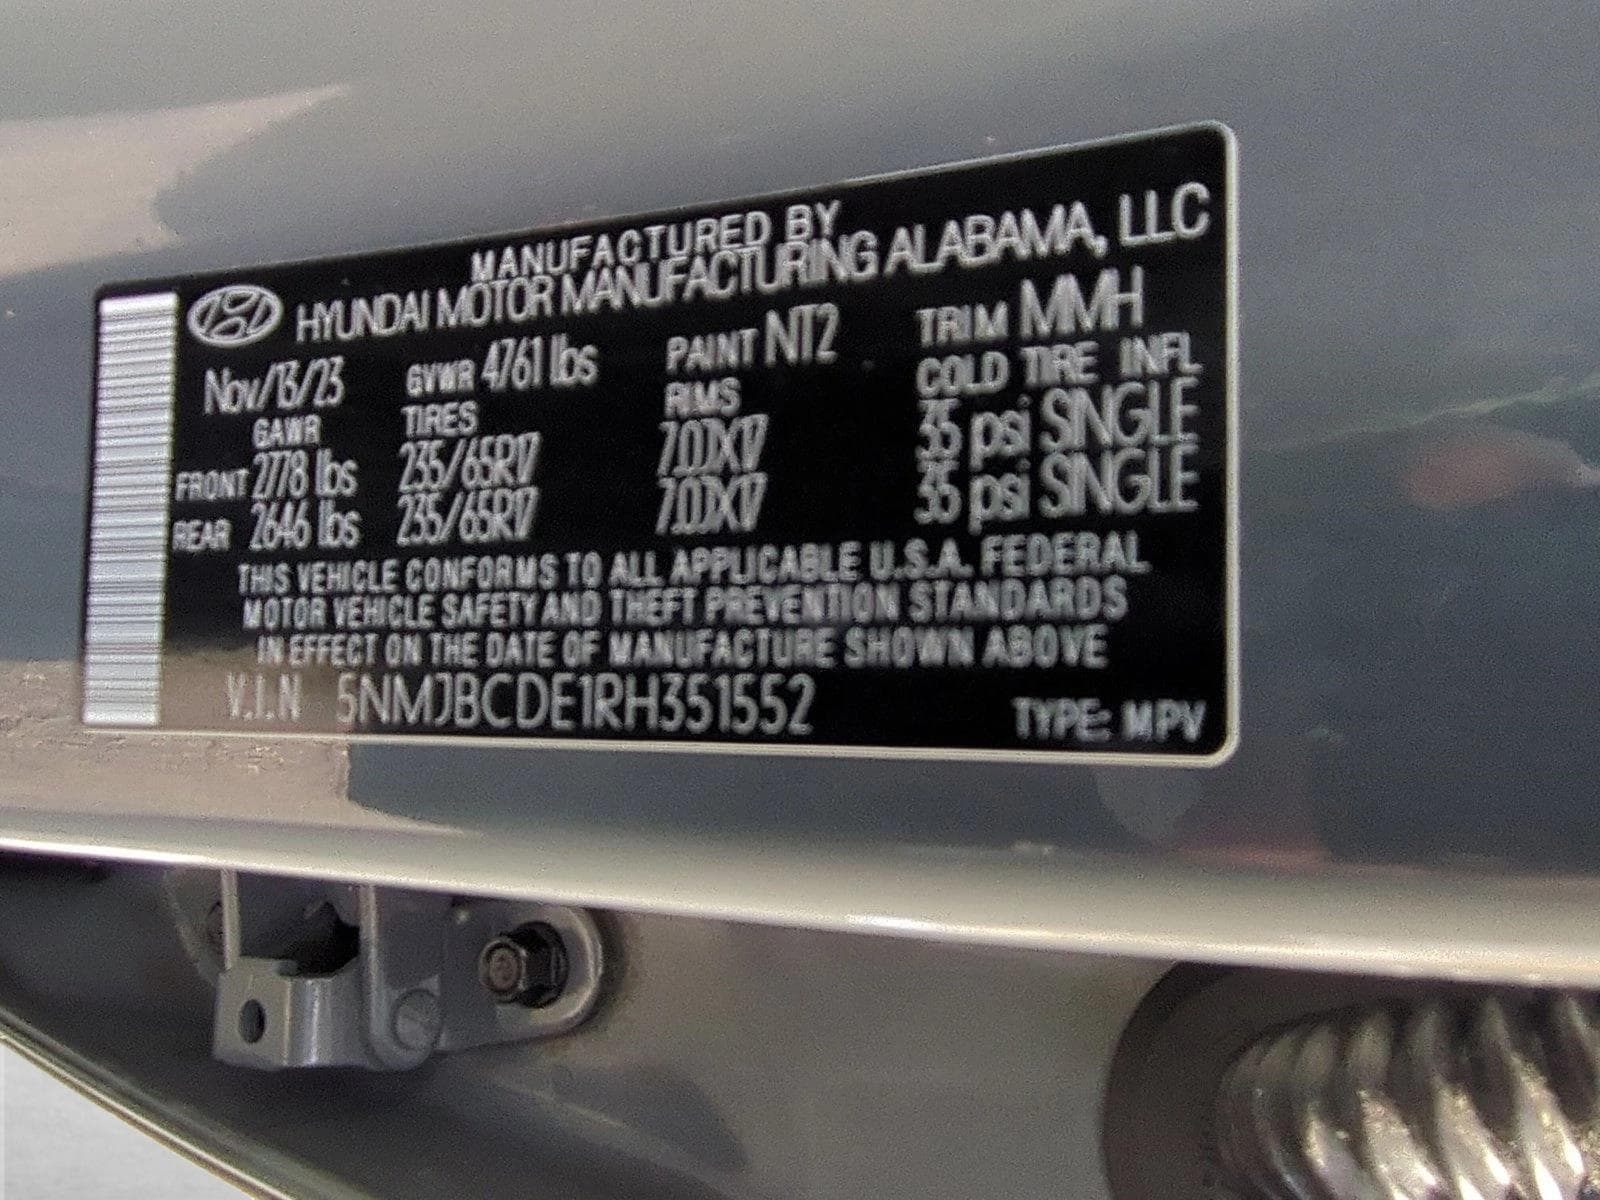 MANUFACTURED BY
HYUNDAI MOTOR MANUFACTURING ALABAMA, LLC
Nov/13/23 GVWR 4761 lbs PAINT NT2 TRIM MMH
GAWR TIRES RIMS COLD TIRE INFL
FRONT 2778 lbs 235/65R17 7.00X17 35 psi SINGLE
REAR 2646 lbs 235/65R17 7.00X17 35 psi SINGLE
THIS VEHICLE CONFORMS TO ALL APPLICABLE U.S.A. FEDERAL
MOTOR VEHICLE SAFETY AND THEFT PREVENTION STANDARDS
IN EFFECT ON THE DATE OF MANUFACTURE SHOWN ABOVE
V.I.N 5NMJBCDE1RH351552 TYPE: MPV